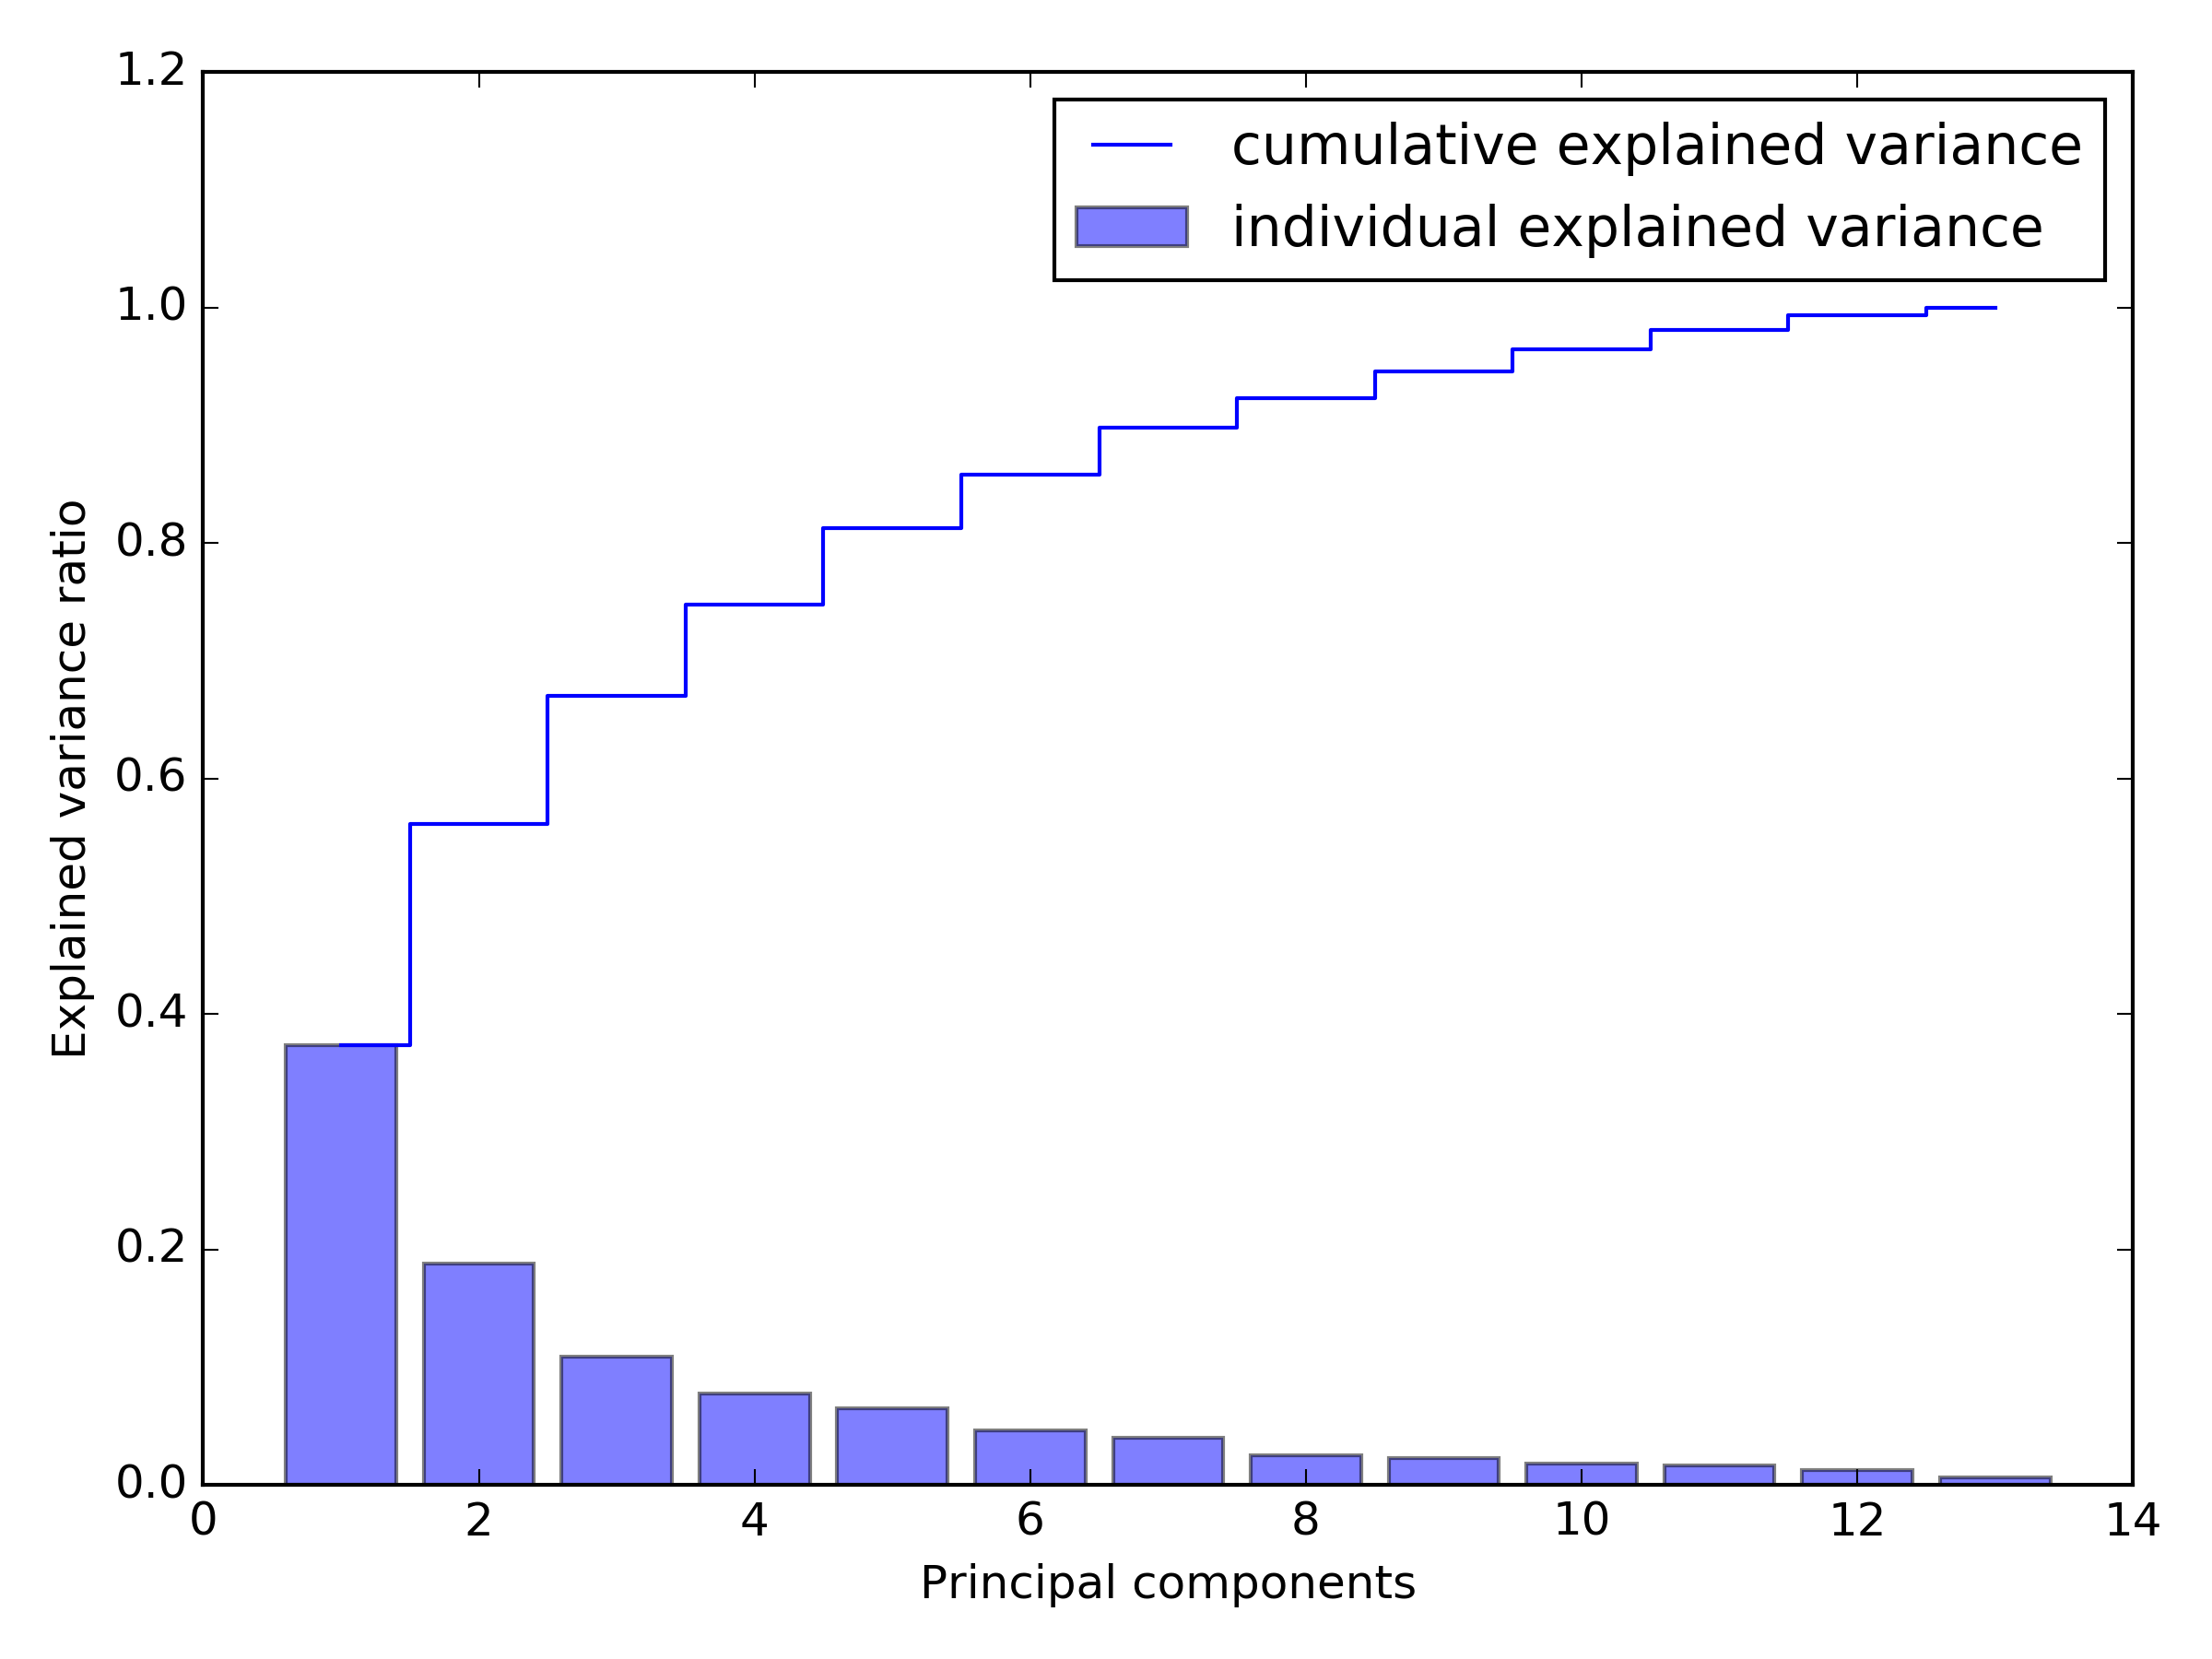 1.2
cumulative explained variance
individual explained variance
1.0
0.8
0.6
0.4
0.2
0.0
Explained variance ratio
0 2 4 6 8 10 12 14
Principal components